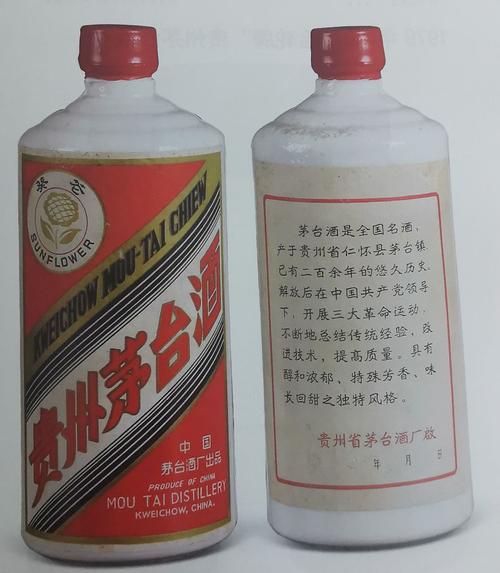 葵花
SUNFLOWER
KWEICHOW MOU-TAI CHIEW
贵州茅台酒
中国
茅台酒厂出品
PRODUCE OF CHINA
MOU TAI DISTILLERY
KWEICHOW, CHINA.
茅台酒是全国名酒,
产于贵州省仁怀县茅台镇
已有二百余年的悠久历史,
解放后在中国共产党领导
下,开展三大革命运动,
不断地总结传统经验,改
进技术,提高质量。具有
醇和浓郁、特殊芳香、味
长回甜之独特风格。
贵州省茅台酒厂啟
年 月 日